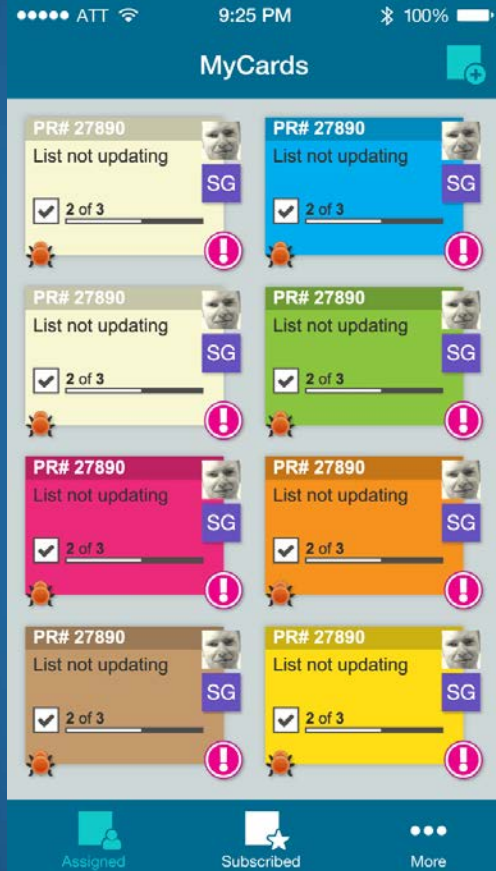 ATT 9:25 PM 100%
MyCards
PR# 27890
List not updating
SG
2 of 3
PR# 27890
List not updating
SG
2 of 3
PR# 27890
List not updating
SG
2 of 3
PR# 27890
List not updating
SG
2 of 3
PR# 27890
List not updating
SG
2 of 3
PR# 27890
List not updating
SG
2 of 3
PR# 27890
List not updating
SG
2 of 3
PR# 27890
List not updating
SG
2 of 3
Assigned Subscribed More